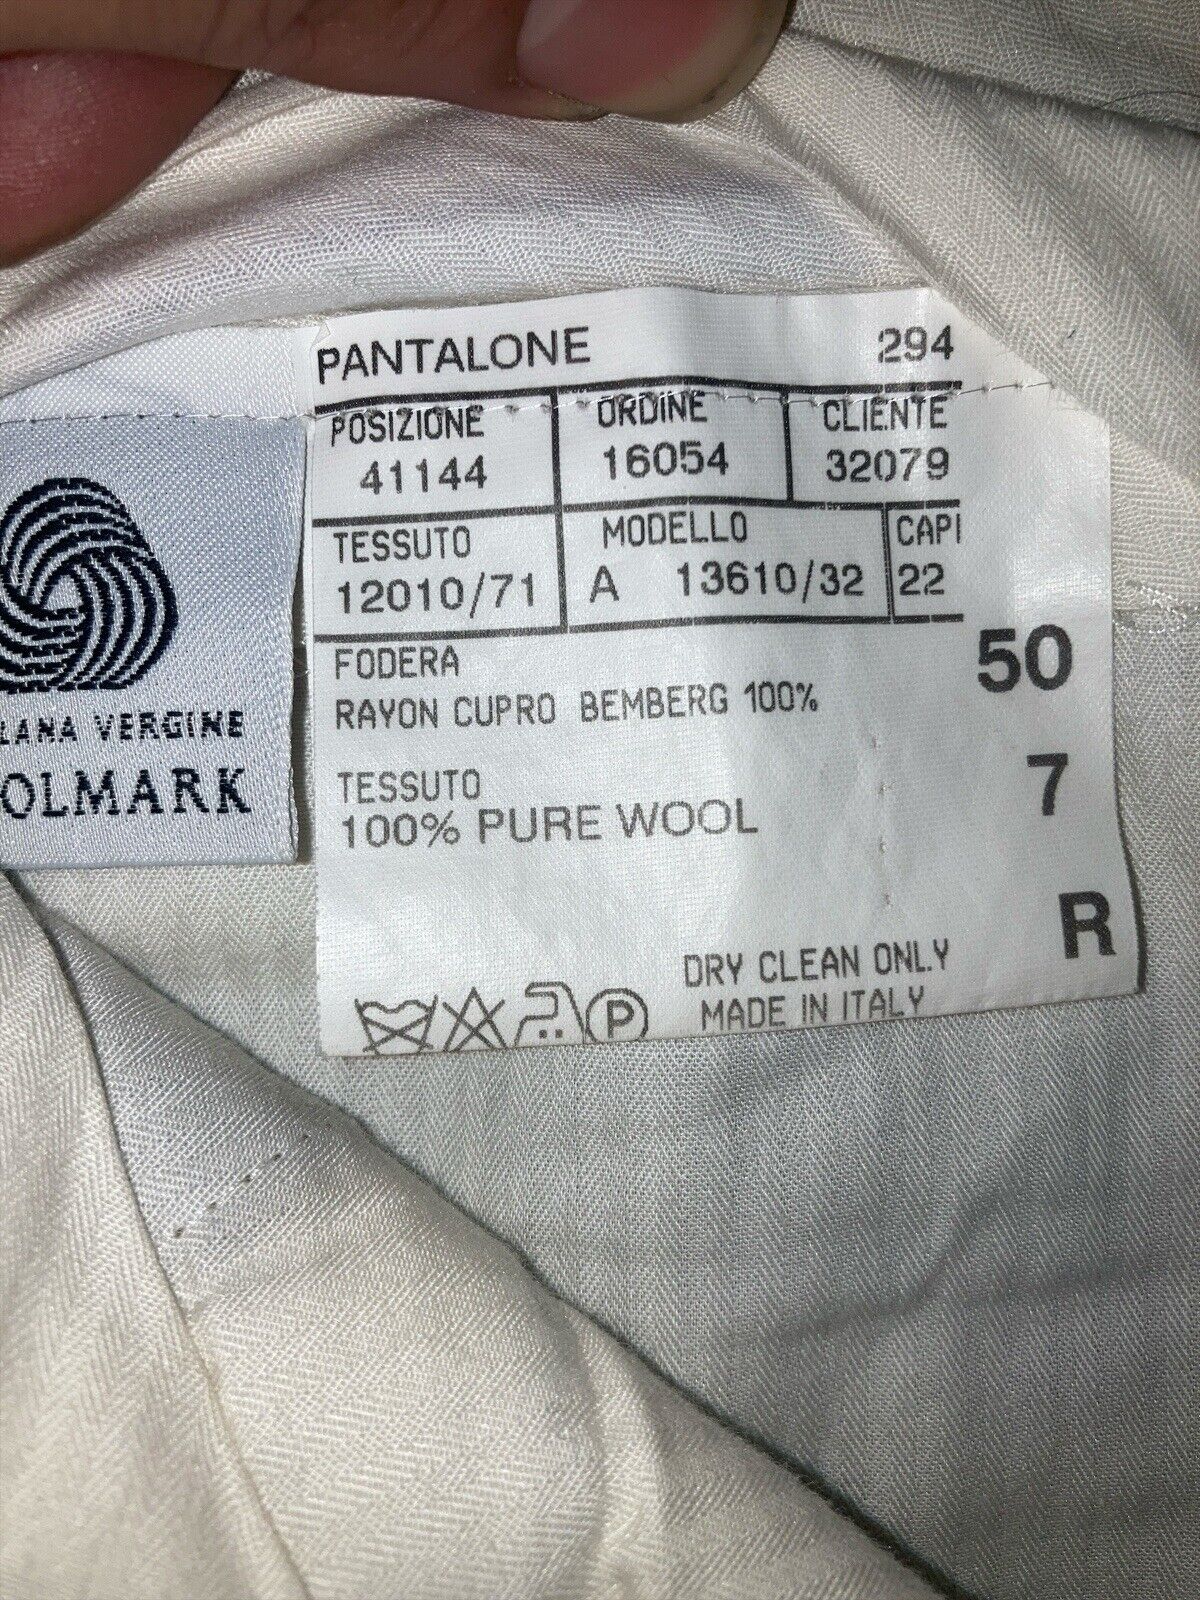 PANTALONE 294
POSIZIONE ORDINE CLIENTE
41144 16054 32079
TESSUTO MODELLO CAPI
12010/71 A 13610/32 22
FODERA
RAYON CUPRO BEMBERG 100%
50
TESSUTO
100% PURE WOOL
7
R
DRY CLEAN ONLY
MADE IN ITALY
P
LANA VERGINE
OLMARK